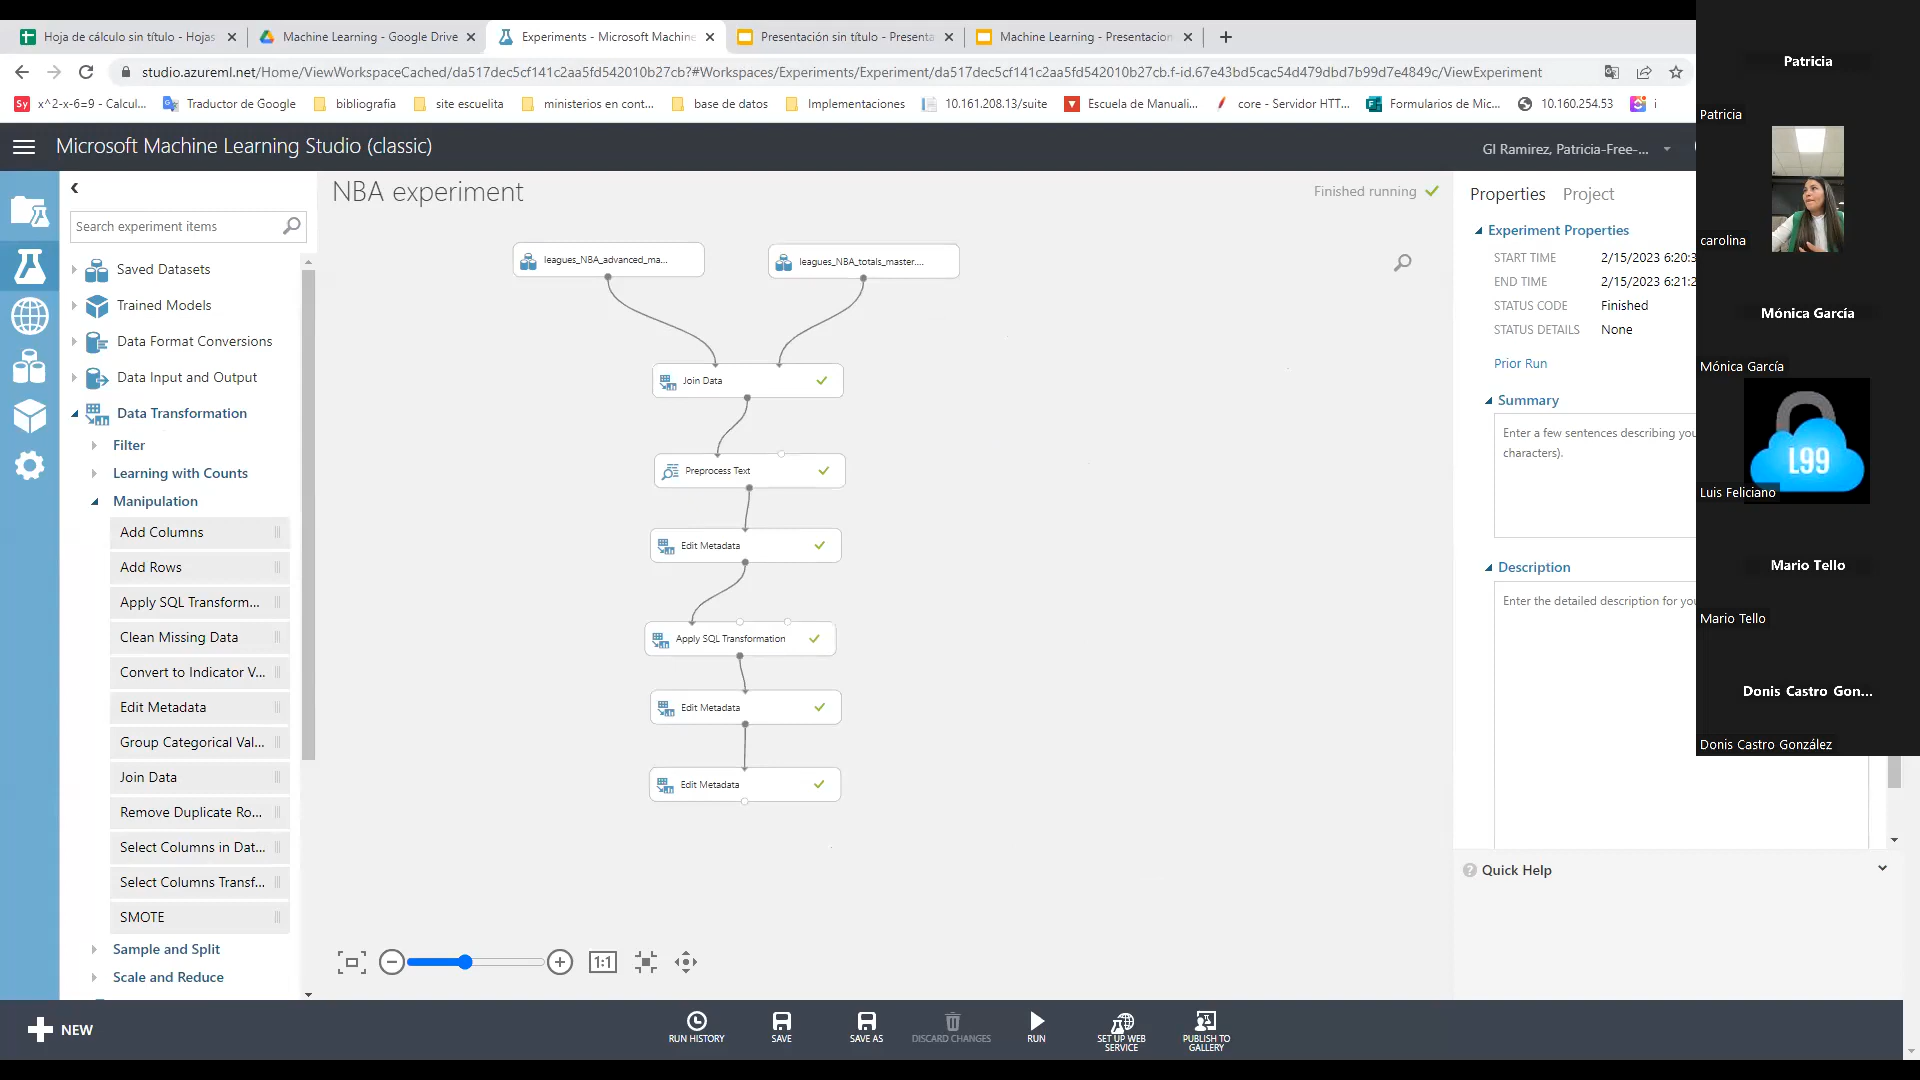 Hoja de cálculo sin título - Hojas
Machine Learning - Google Drive
Experiments - Microsoft Machine
Presentación sin título - Presenta
Machine Learning - Presentacion
studio.azureml.net/Home/ViewWorkspaceCached/da517dec5cf141c2aa5fd542010b27cb?#Workspaces/Experiments/Experiment/da517dec5cf141c2aa5fd542010b27cb.f-id.67e43bd5cac54d479dbd7b99d7e4849c/ViewExperiment
Sy x^2-x-6=9 - Calcul...
Traductor de Google
bibliografia
site escuelita
ministerios en cont...
base de datos
Implementaciones
10.161.208.13/suite
Escuela de Manuali...
core - Servidor HTT...
Formularios de Mic...
10.160.254.53
i
Microsoft Machine Learning Studio (classic)
GI Ramirez, Patricia-Free-...
Search experiment items
Saved Datasets
Trained Models
Data Format Conversions
Data Input and Output
Data Transformation
Filter
Learning with Counts
Manipulation
Add Columns
Add Rows
Apply SQL Transform...
Clean Missing Data
Convert to Indicator V...
Edit Metadata
Group Categorical Val...
Join Data
Remove Duplicate Ro...
Select Columns in Dat...
Select Columns Transf...
SMOTE
Sample and Split
Scale and Reduce
NBA experiment
Finished running
leagues_NBA_advanced_ma...
leagues_NBA_totals_master....
Join Data
Preprocess Text
Edit Metadata
Apply SQL Transformation
Edit Metadata
Edit Metadata
1:1
Properties
Project
Experiment Properties
START TIME 2/15/2023 6:20:3
END TIME 2/15/2023 6:21:2
STATUS CODE Finished
STATUS DETAILS None
Prior Run
Summary
Enter a few sentences describing you
characters).
Description
Enter the detailed description for you
? Quick Help
NEW
RUN HISTORY
SAVE
SAVE AS
DISCARD CHANGES
RUN
SET UP WEB
SERVICE
PUBLISH TO
GALLERY
Patricia
Patricia
carolina
Mónica García
Mónica García
L99
Luis Feliciano
Mario Tello
Mario Tello
Donis Castro Gon...
Donis Castro González